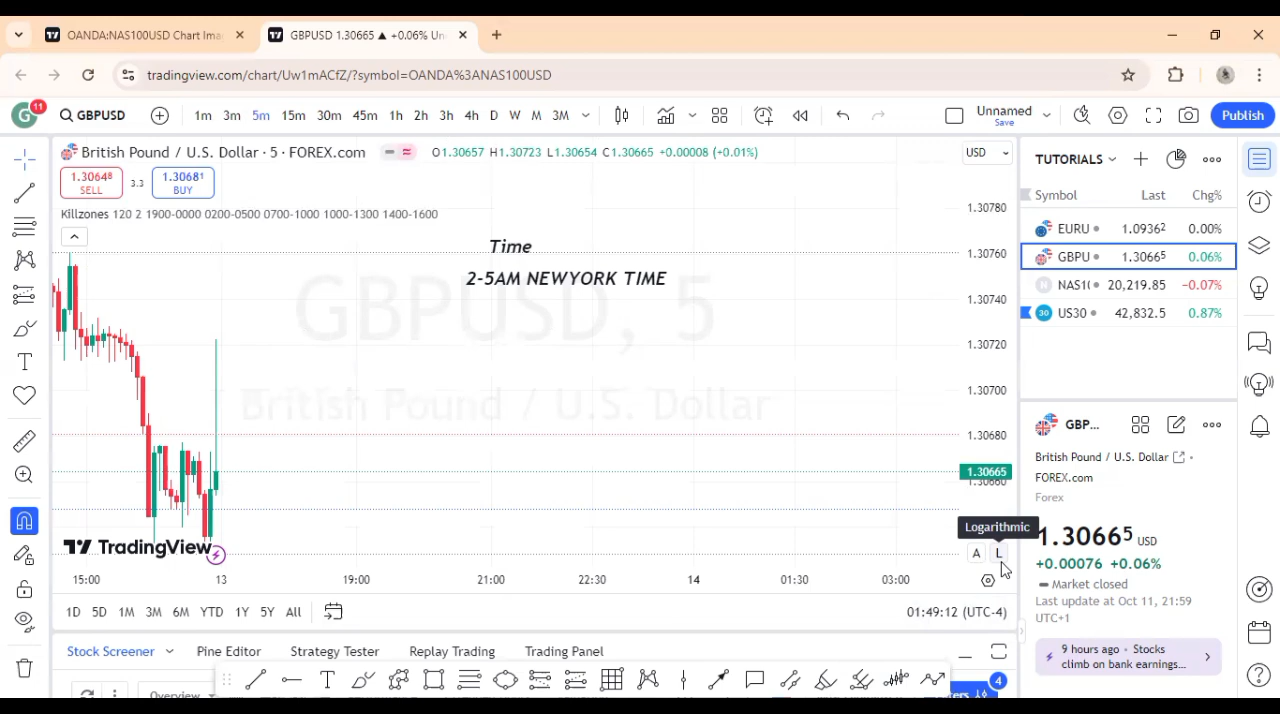 OANDA:NAS100USD Chart Ima
GBPUSD 1.30665 ▲ +0.06% Un
tradingview.com/chart/Uw1mACfZ/?symbol=OANDA%3ANAS100USD
G 11 GBPUSD 1m 3m 5m 15m 30m 45m 1h 2h 3h 4h D W M 3M Unnamed Save Publish
British Pound / U.S. Dollar · 5 · FOREX.com O1.30657 H1.30723 L1.30654 C1.30665 +0.00008 (+0.01%) USD
1.30648 SELL 3.3 1.30681 BUY
Killzones 120 2 1900-0000 0200-0500 0700-1000 1000-1300 1400-1600
Time
2-5AM NEWYORK TIME
GBPUSD, 5
British Pound / U.S. Dollar
1.30780
1.30760
1.30740
1.30720
1.30700
1.30680
1.30665
1.30660
Logarithmic
A L
TradingView
15:00 13 19:00 21:00 22:30 14 01:30 03:00
1D 5D 1M 3M 6M YTD 1Y 5Y All 01:49:12 (UTC-4)
Stock Screener Pine Editor Strategy Tester Replay Trading Trading Panel
Overview
4
TUTORIALS
Symbol Last Chg%
EURU 1.09362 0.00%
GBPU 1.30665 0.06%
N NAS10 20,219.85 −0.07%
30 US30 42,832.5 0.87%
GBP...
British Pound / U.S. Dollar
FOREX.com
Forex
1.30665 USD
+0.00076 +0.06%
Market closed
Last update at Oct 11, 21:59
UTC+1
9 hours ago • Stocks
climb on bank earnings...